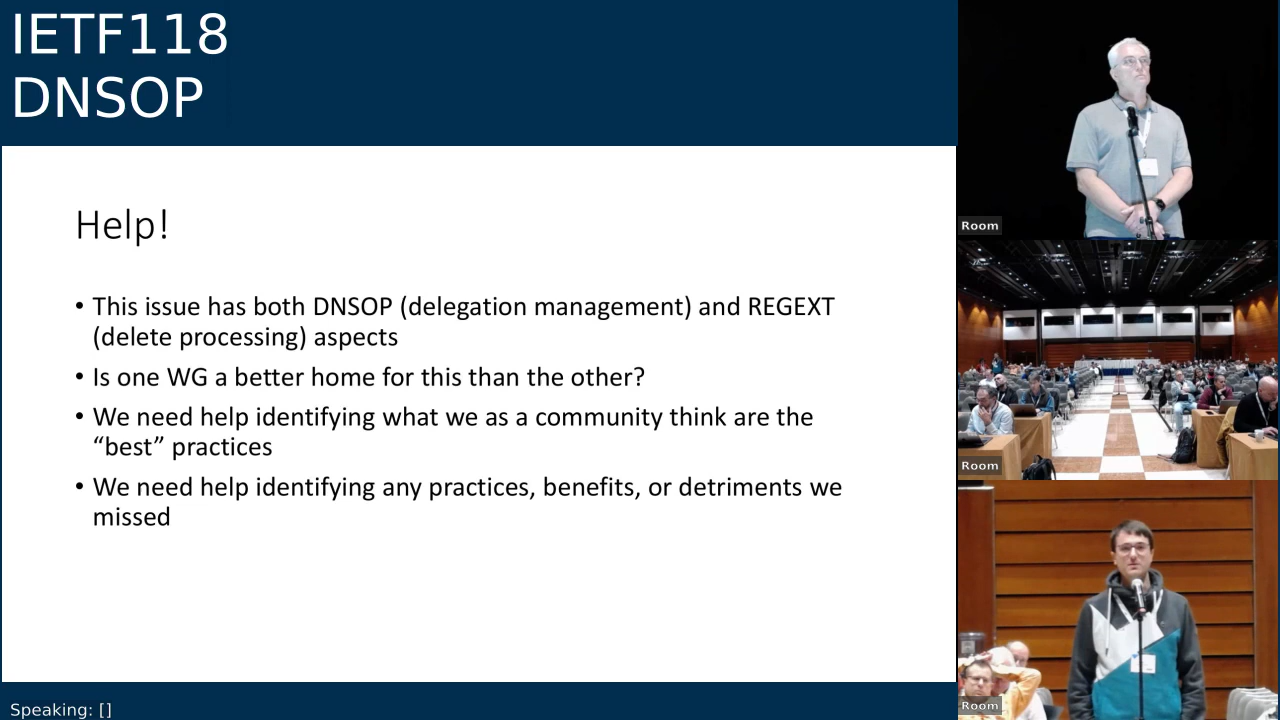 IETF118
DNSOP
Help!
• This issue has both DNSOP (delegation management) and REGEXT
(delete processing) aspects
• Is one WG a better home for this than the other?
• We need help identifying what we as a community think are the
“best” practices
• We need help identifying any practices, benefits, or detriments we
missed
Speaking: []
Room
Room
Room